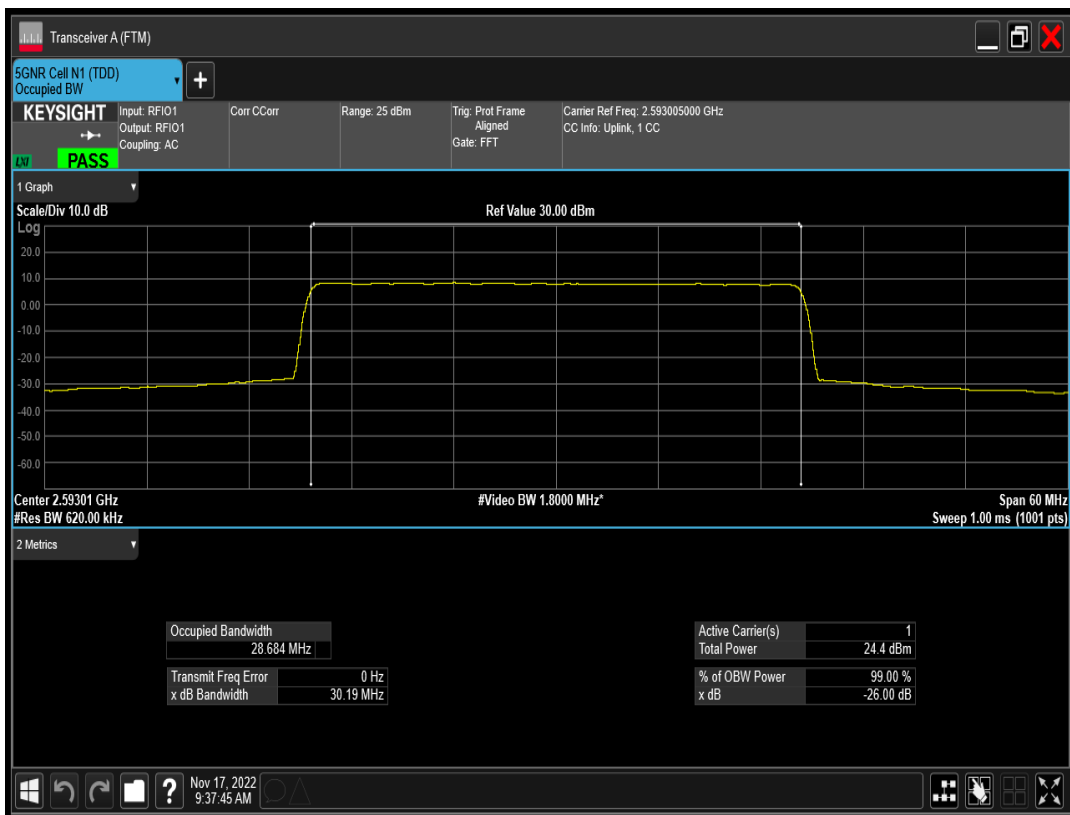 Transceiver A (FTM)
5GNR Cell N1 (TDD)
Occupied BW
+
KEYSIGHT
LXI
PASS
Input: RFIO1
Output: RFIO1
Coupling: AC
Corr CCorr
Range: 25 dBm
Trig: Prot Frame
Aligned
Gate: FFT
Carrier Ref Freq: 2.593005000 GHz
CC Info: Uplink, 1 CC
1 Graph
Scale/Div 10.0 dB
Ref Value 30.00 dBm
Log
20.0
10.0
0.00
-10.0
-20.0
-30.0
-40.0
-50.0
-60.0
Center 2.59301 GHz
#Video BW 1.8000 MHz*
Span 60 MHz
#Res BW 620.00 kHz
Sweep 1.00 ms (1001 pts)
2 Metrics
Occupied Bandwidth
28.684 MHz
Transmit Freq Error 0 Hz
x dB Bandwidth 30.19 MHz
Active Carrier(s) 1
Total Power 24.4 dBm
% of OBW Power 99.00 %
x dB -26.00 dB
?
Nov 17, 2022
9:37:45 AM